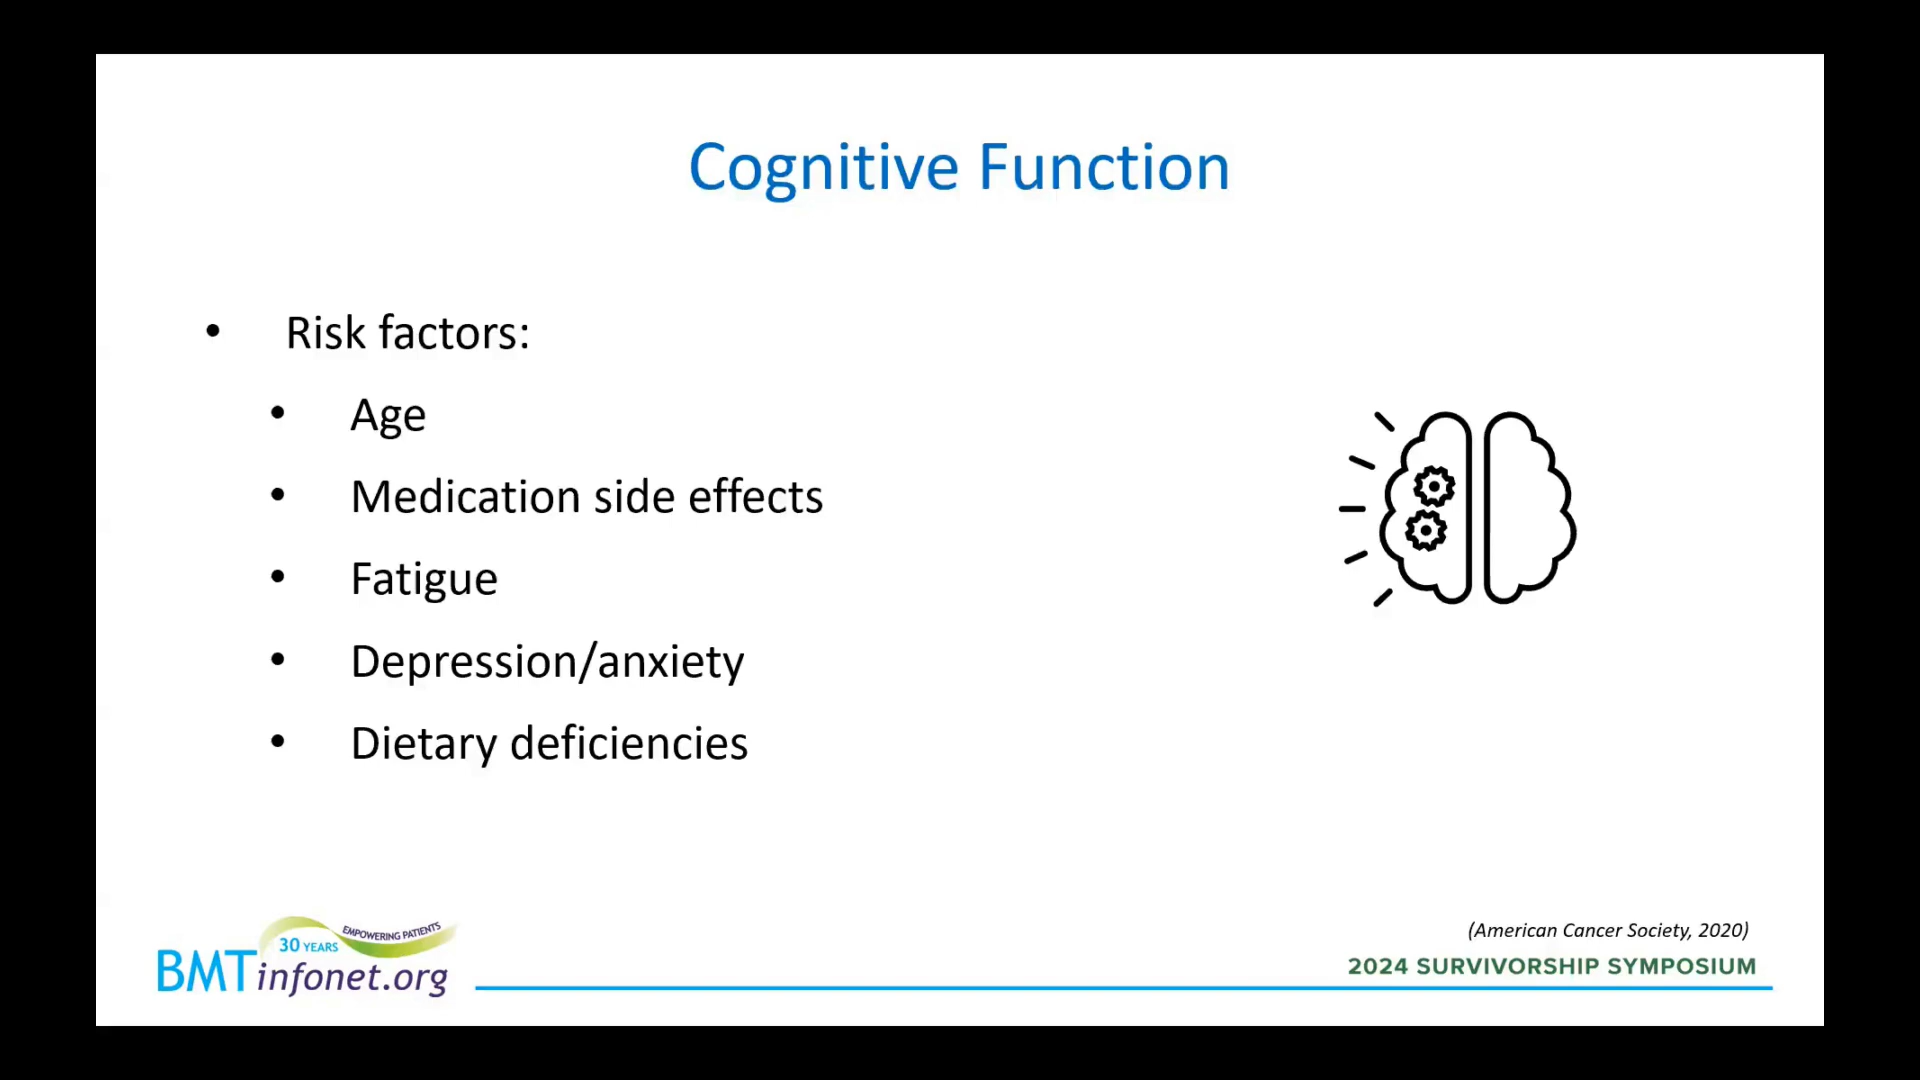 Cognitive Function
• Risk factors:
• Age
• Medication side effects
• Fatigue
• Depression/anxiety
• Dietary deficiencies
30 YEARS EMPOWERING PATIENTS
BMTinfonet.org
(American Cancer Society, 2020)
2024 SURVIVORSHIP SYMPOSIUM